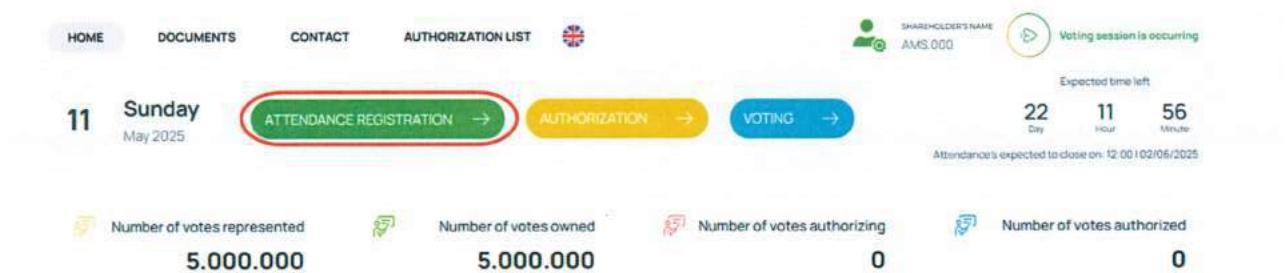 HOME DOCUMENTS CONTACT AUTHORIZATION LIST
SHAREHOLDER'S NAME
AMS.000
Voting session is occurring
Expected time left
11 Sunday
May 2025
ATTENDANCE REGISTRATION → AUTHORIZATION → VOTING →
22 11 56
Day Hour Minute
Attendance's expected to close on: 12:00 | 02/06/2025
Number of votes represented Number of votes owned Number of votes authorizing Number of votes authorized
5.000.000 5.000.000 0 0